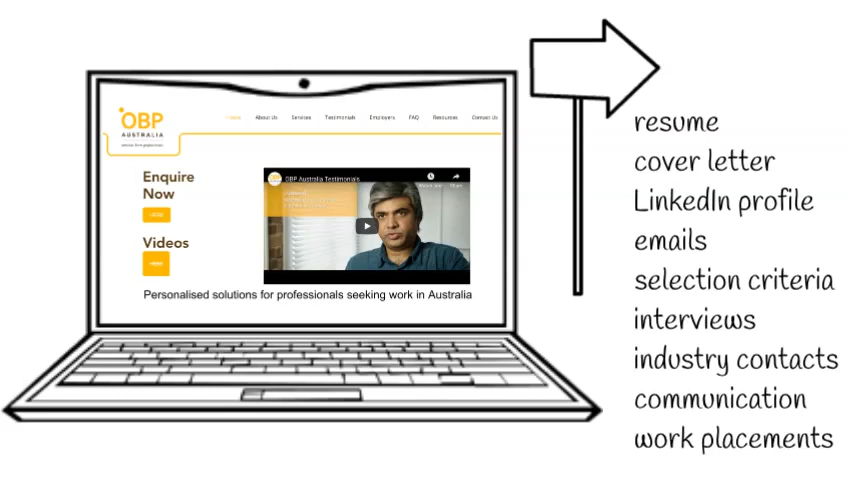 OBP
AUSTRALIA
Home About Us Services Testimonials Employers FAQ Resources Contact Us
Enquire
Now
Videos
OBP Australia Testimonials
Personalised solutions for professionals seeking work in Australia
resume
cover letter
LinkedIn profile
emails
selection criteria
interviews
industry contacts
communication
work placements